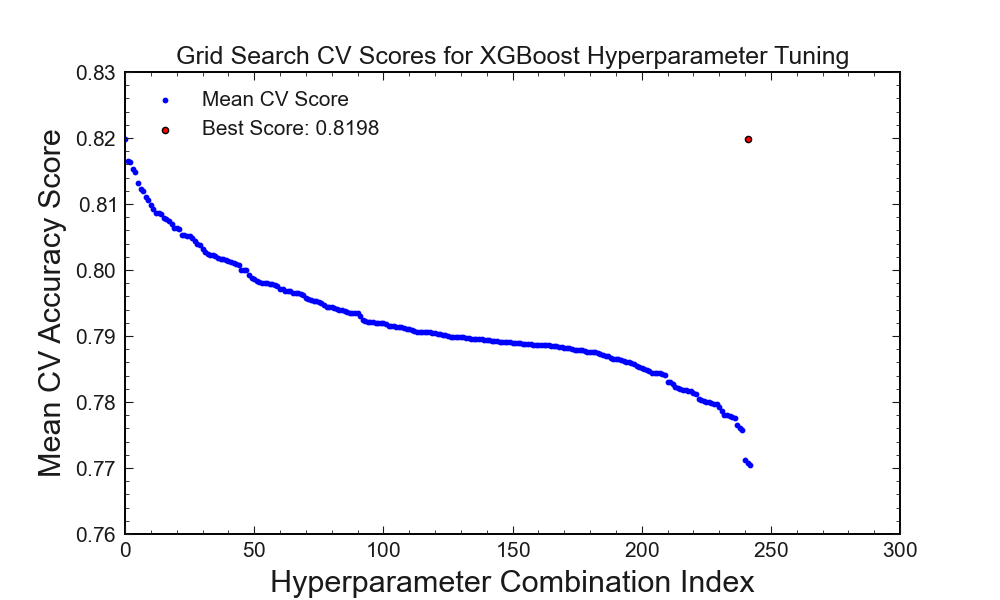 Grid Search CV Scores for XGBoost Hyperparameter Tuning
0.83
Mean CV Score
Best Score: 0.8198
0.82
0.81
0.80
0.79
0.78
0.77
0.76
Mean CV Accuracy Score
0 50 100 150 200 250 300
Hyperparameter Combination Index